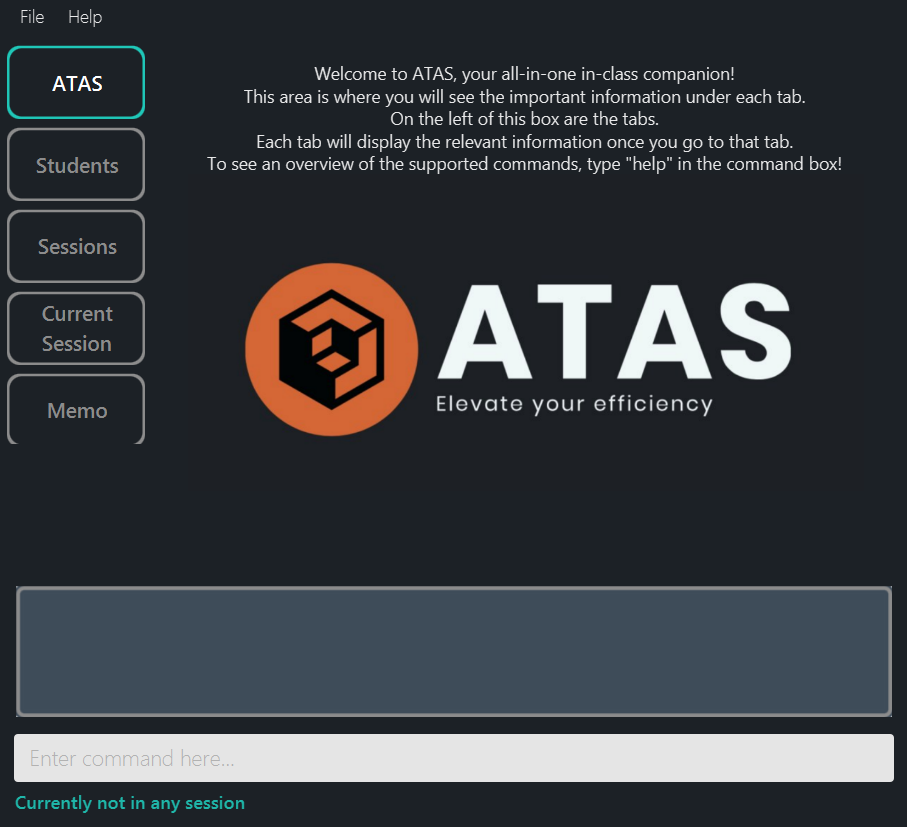 File Help
ATAS
Students
Sessions
Current
Session
Memo
Welcome to ATAS, your all-in-one in-class companion!
This area is where you will see the important information under each tab.
On the left of this box are the tabs.
Each tab will display the relevant information once you go to that tab.
To see an overview of the supported commands, type "help" in the command box!
ATAS
Elevate your efficiency
Enter command here...
Currently not in any session